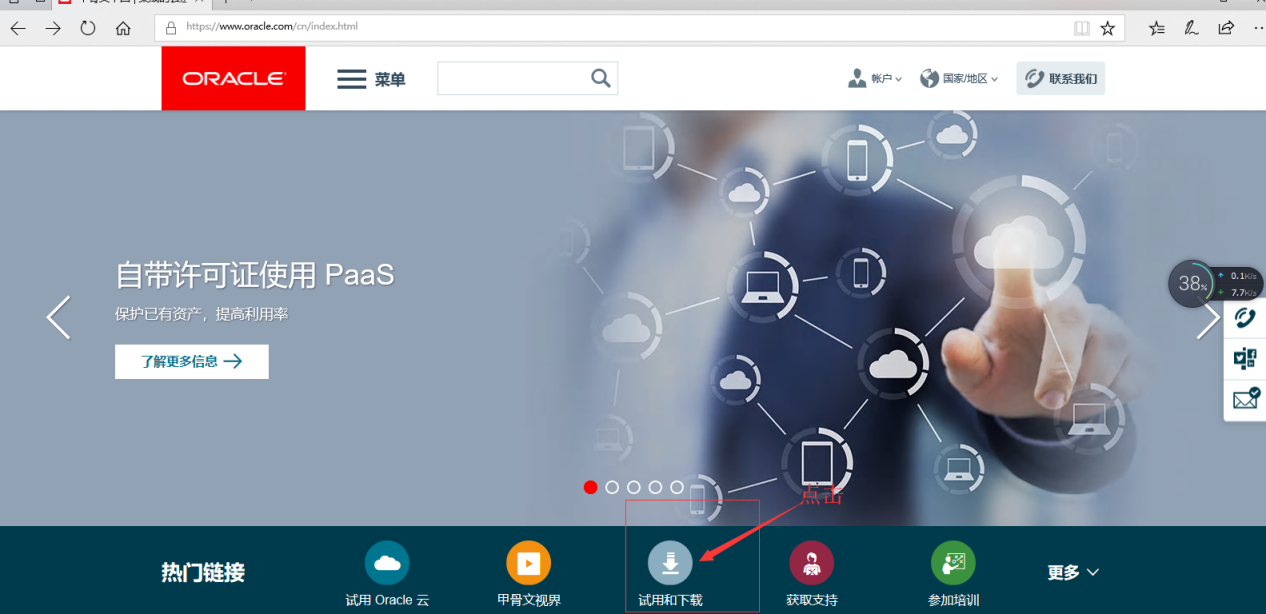 https://www.oracle.com/cn/index.html
ORACLE
菜单
帐户
国家/地区
联系我们
自带许可证使用 PaaS
保护已有资产，提高利用率
了解更多信息
38%
0.1K/s
7.7K/s
点击
热门链接
试用 Oracle 云
甲骨文视界
试用和下载
获取支持
参加培训
更多